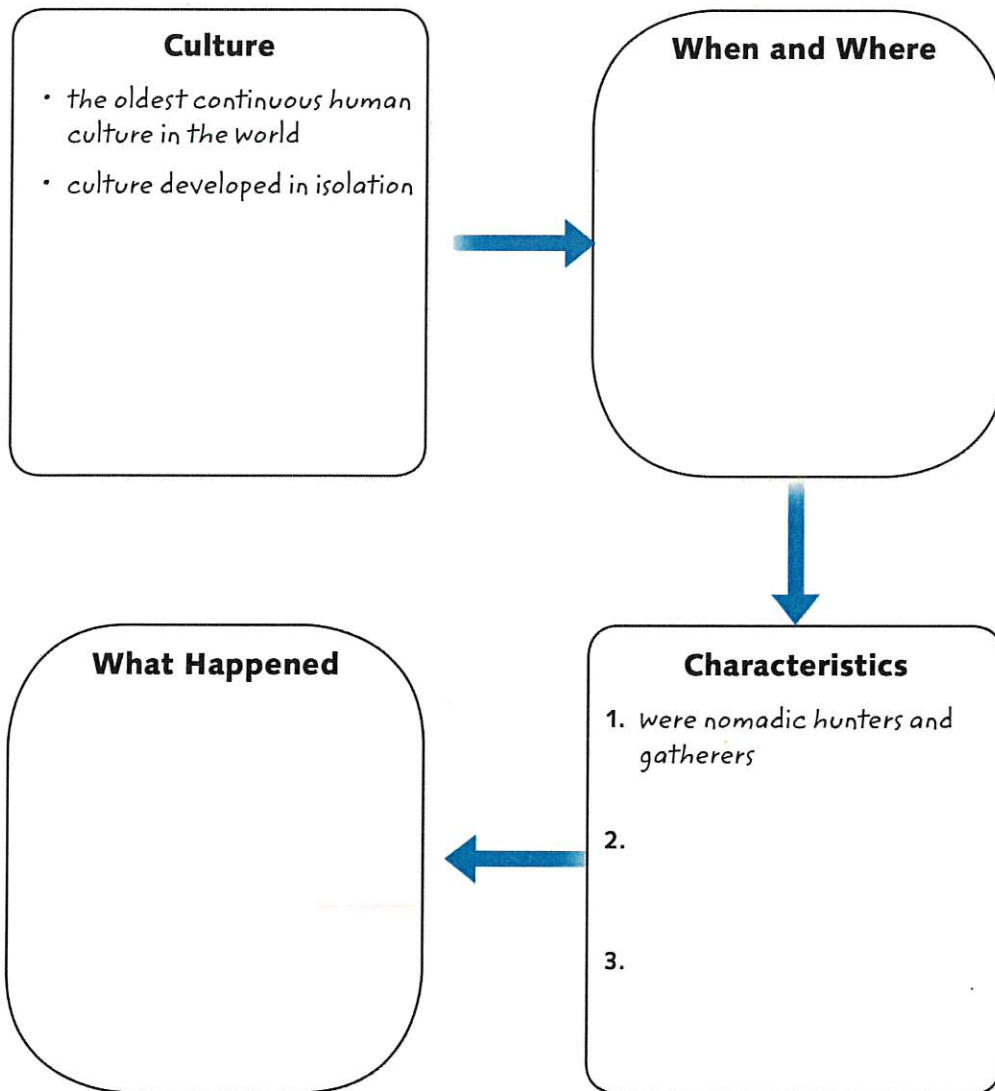 Culture
• the oldest continuous human
culture in the world
• culture developed in isolation
When and Where
What Happened
Characteristics
1. were nomadic hunters and
gatherers
2.
3.